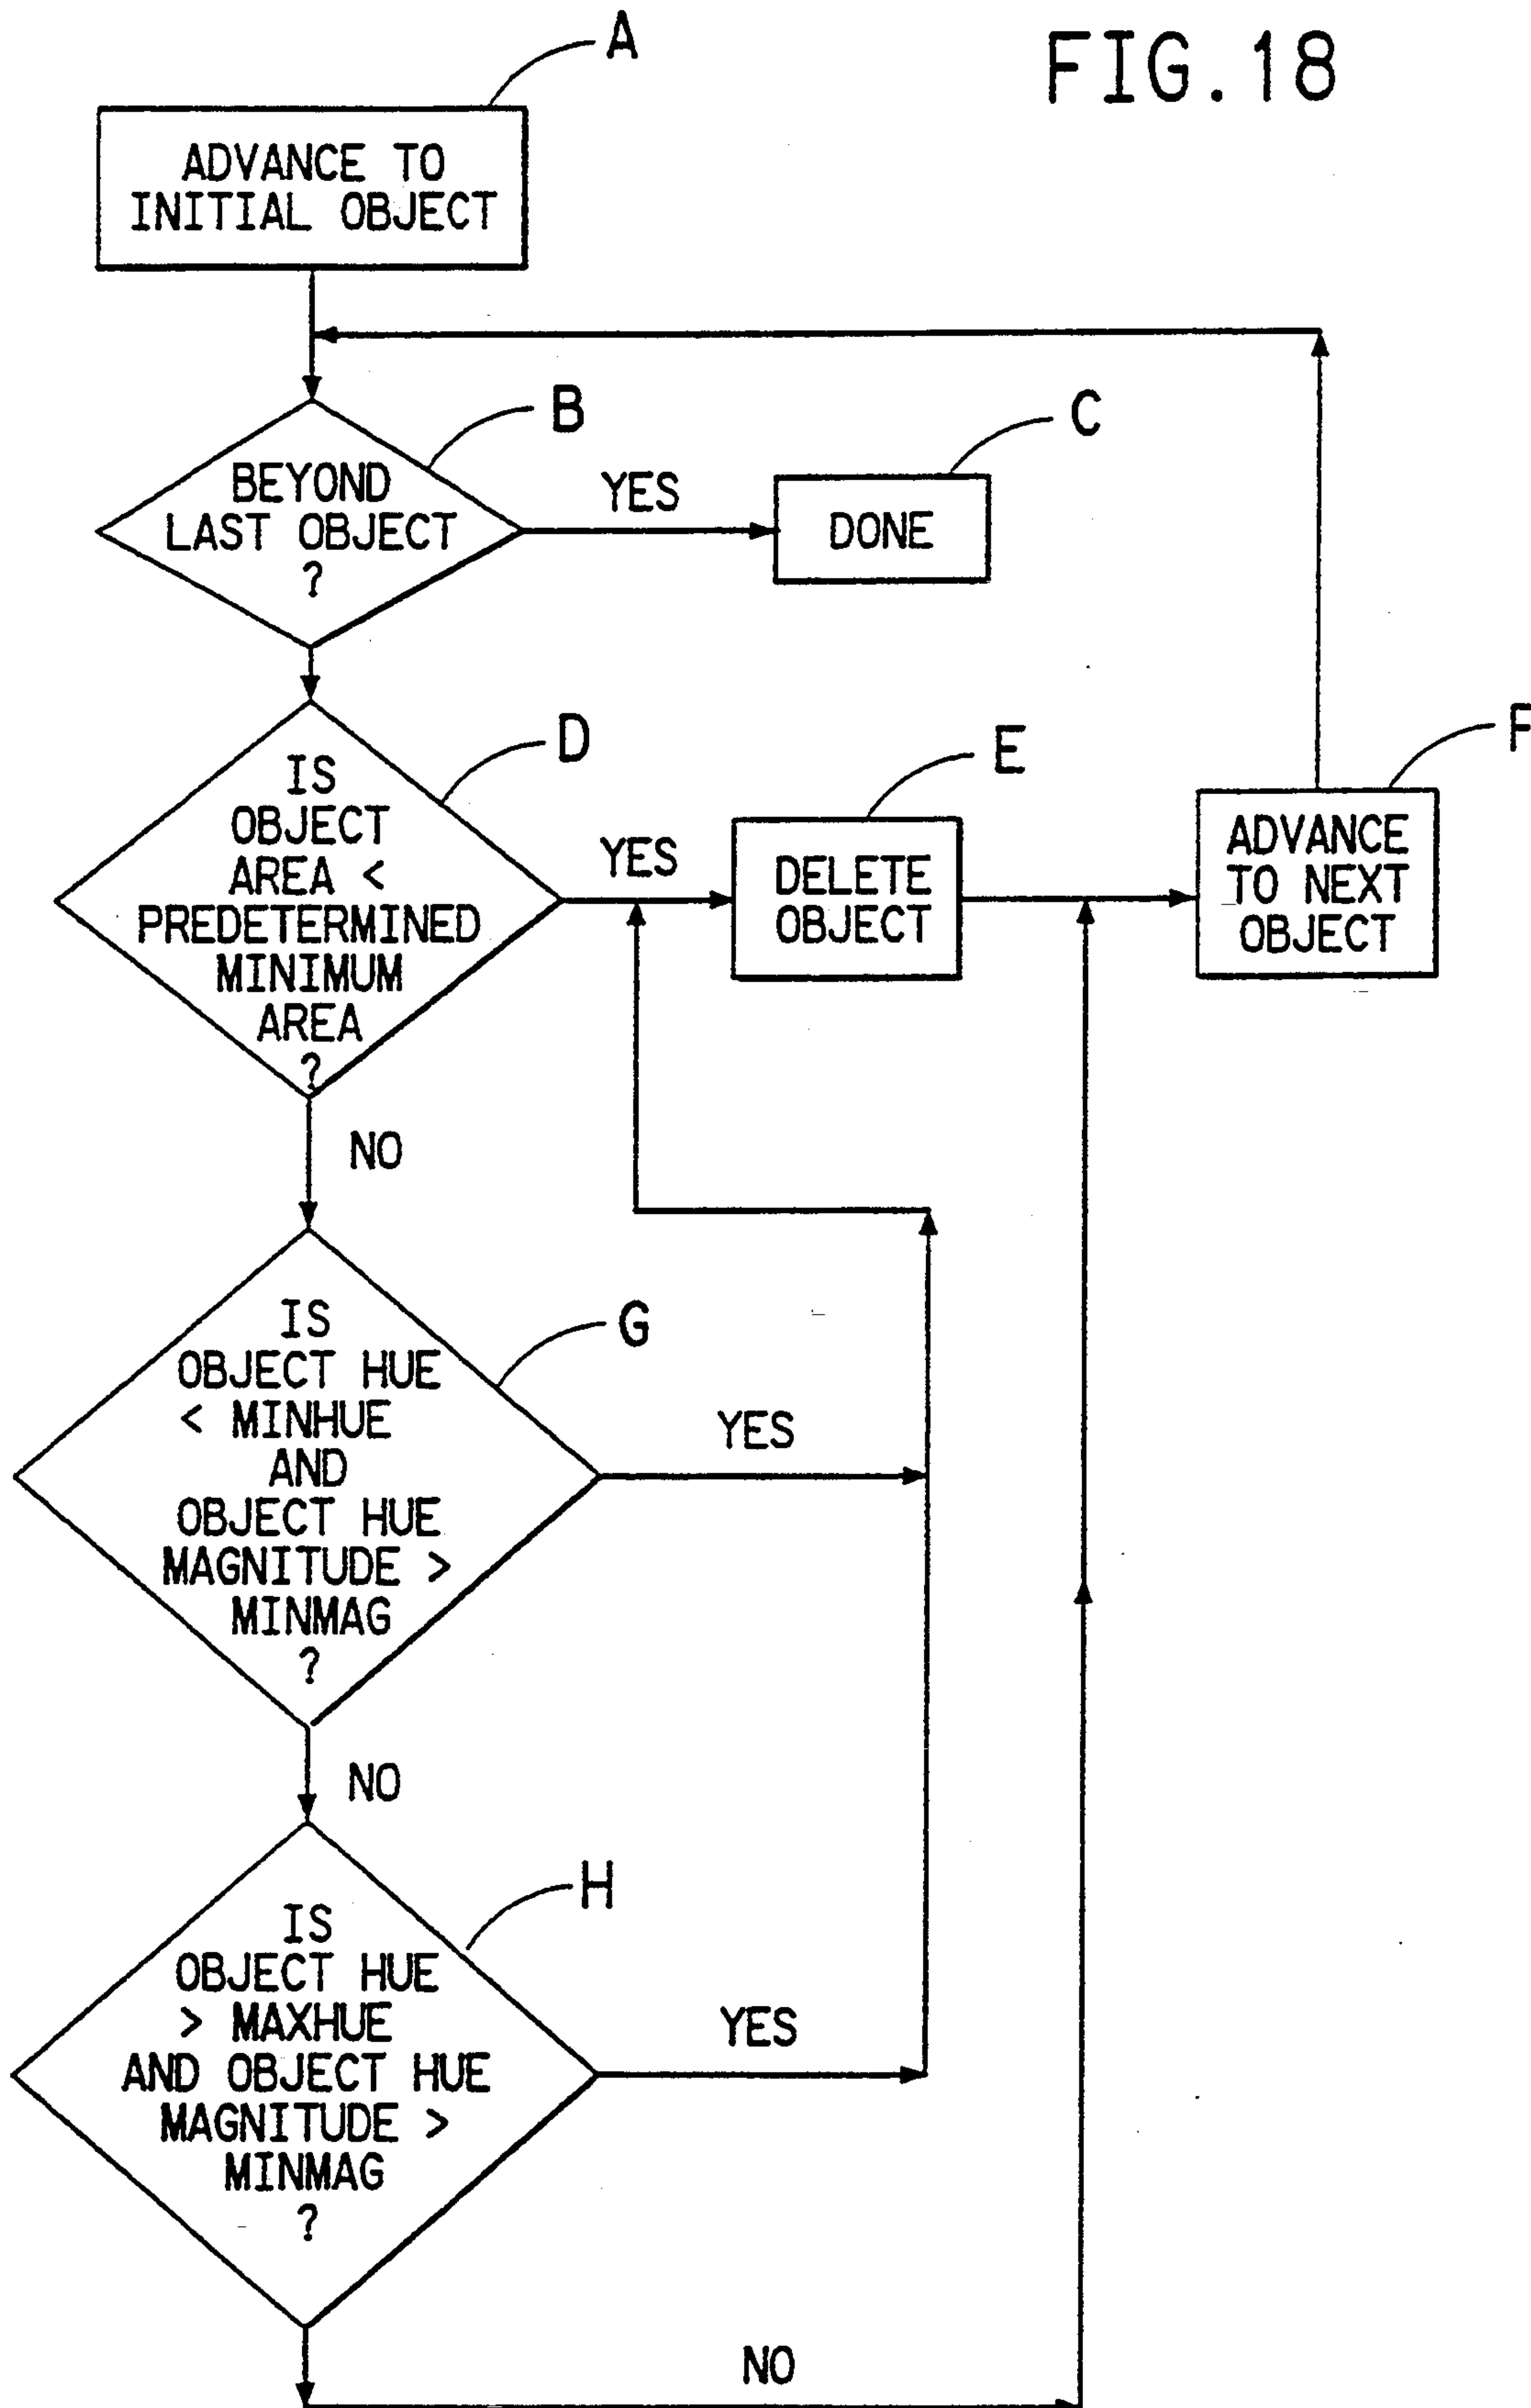 FIG.18
A
ADVANCE TO
INITIAL OBJECT
B
BEYOND
LAST OBJECT
?
YES
C
DONE
D
IS
OBJECT
AREA <
PREDETERMINED
MINIMUM
AREA
?
YES
E
DELETE
OBJECT
F
ADVANCE
TO NEXT
OBJECT
NO
G
IS
OBJECT HUE
< MINHUE
AND
OBJECT HUE
MAGNITUDE >
MINMAG
?
YES
NO
H
IS
OBJECT HUE
> MAXHUE
AND OBJECT HUE
MAGNITUDE >
MINMAG
?
YES
NO